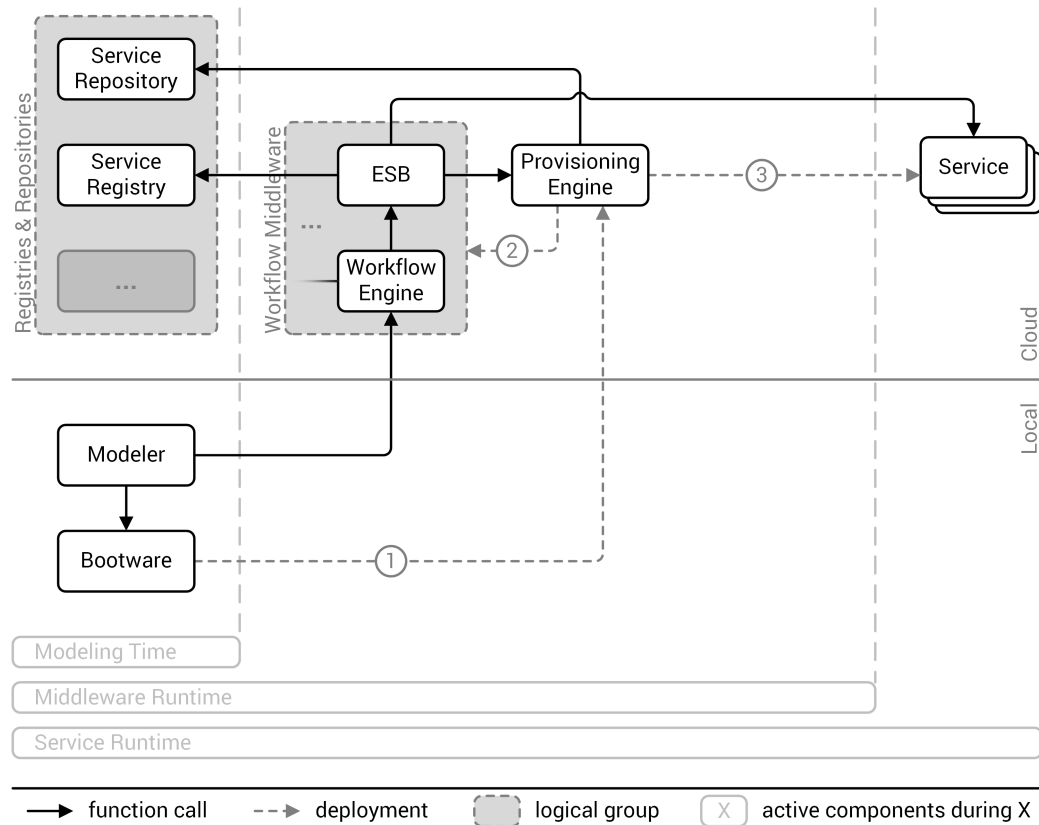 Service
Repository
Registries & Repositories
Service
Registry
...
Workflow Middleware
ESB
...
Workflow
Engine
Provisioning
Engine
3
Service
2
Cloud
Local
Modeler
Bootware
1
Modeling Time
Middleware Runtime
Service Runtime
function call
deployment
logical group
X
active components during X